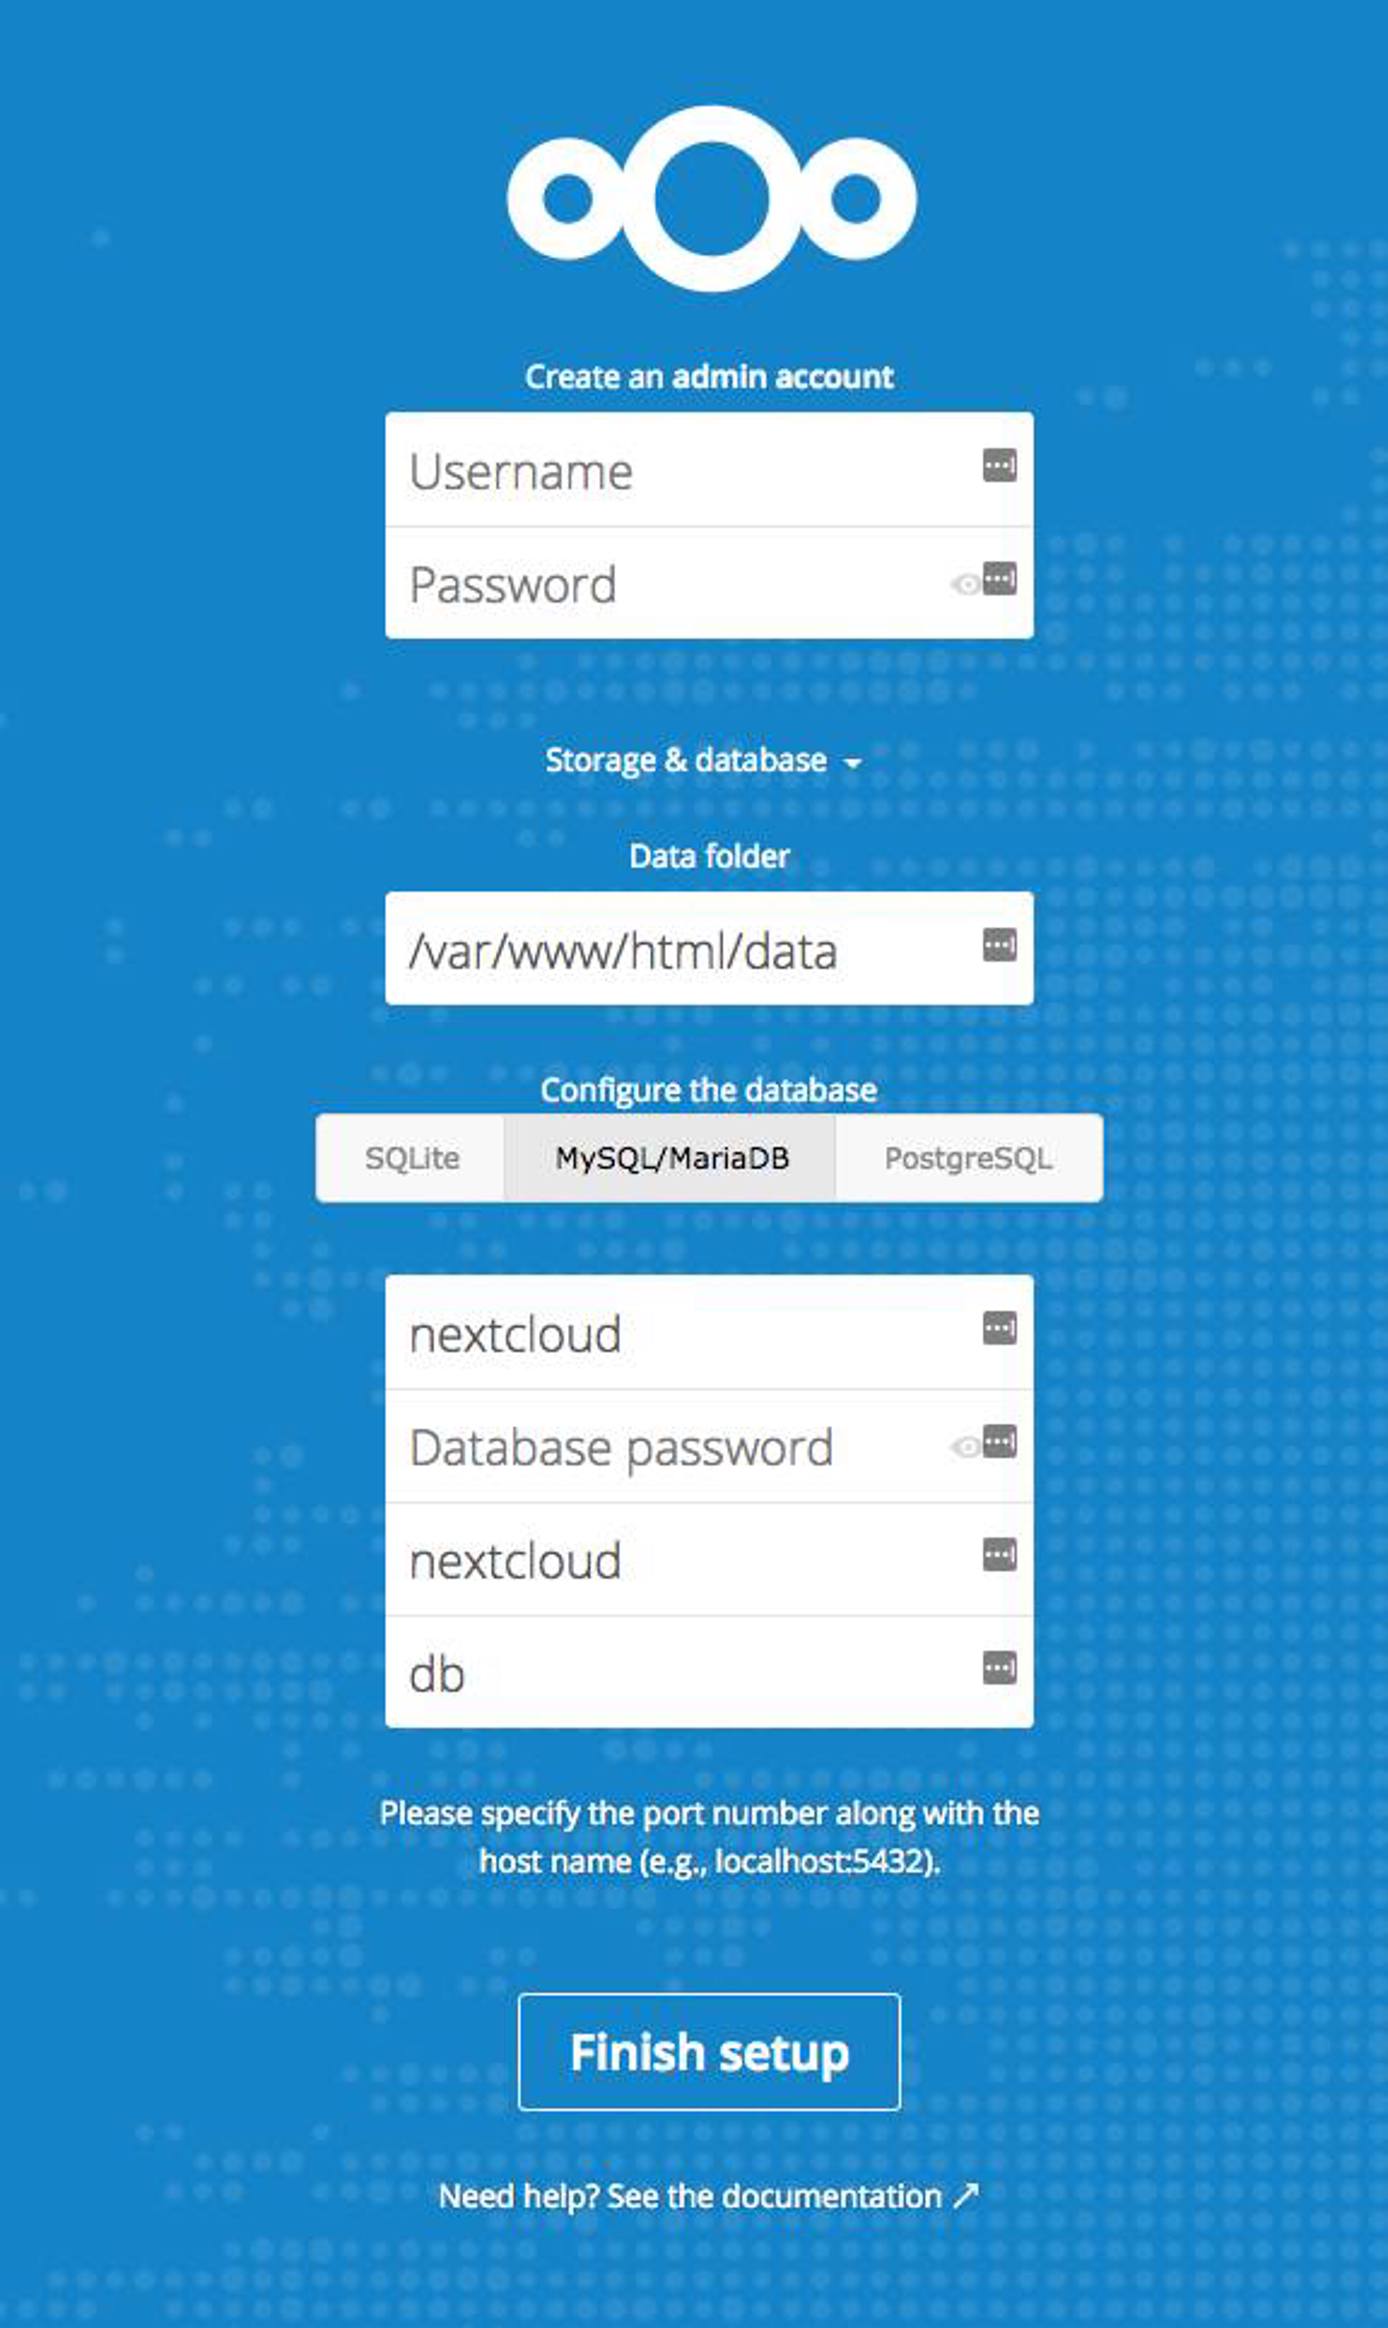 Create an admin account
Username
Password
Storage & database
Data folder
/var/www/html/data
Configure the database
SQLite MySQL/MariaDB PostgreSQL
nextcloud
Database password
nextcloud
db
Please specify the port number along with the
host name (e.g., localhost:5432).
Finish setup
Need help? See the documentation ↗